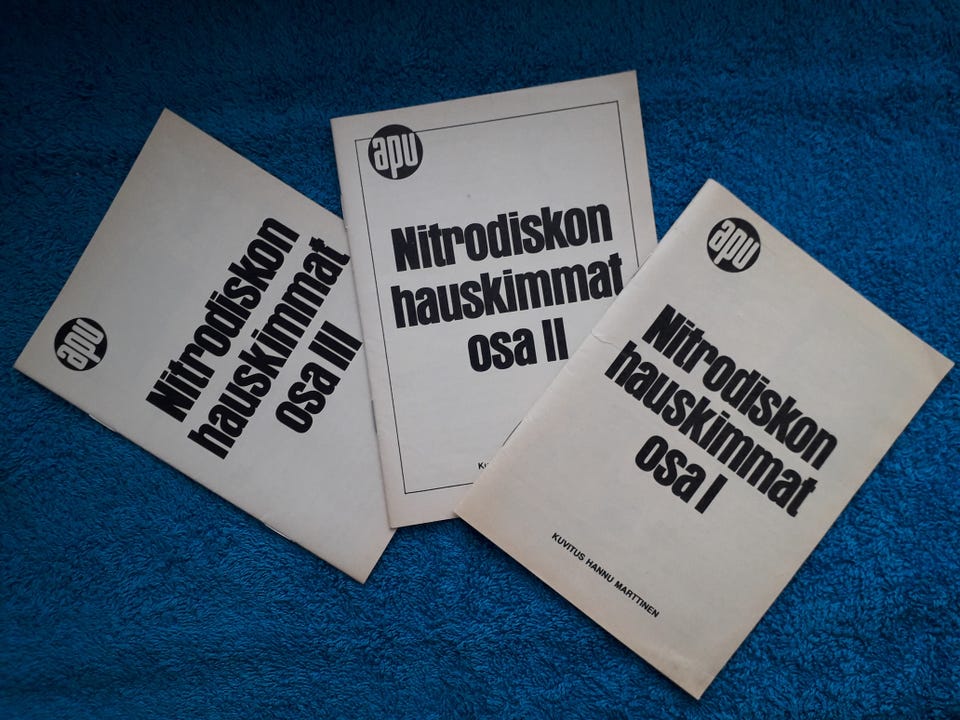 apu
Nitrodiskon
hauskimmat
osa III
apu
Nitrodiskon
hauskimmat
osa II
apu
Nitrodiskon
hauskimmat
osa I
KUVITUS HANNU MARTTINEN